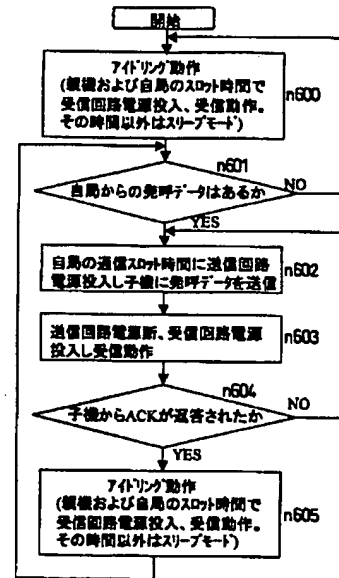 開始
アイドリング動作
(親機および自局のスロット時間で
受信回路電源投入、受信動作。
その時間以外はスリープモード)
n600
n601
自局からの発呼データはあるか
NO
YES
自局の通信スロット時間に送信回路
電源投入し子機に発呼データを送信
n602
送信回路電源断、受信回路電源
投入し受信動作
n603
n604
子機からACKが返答されたか
NO
YES
アイドリング動作
(親機および自局のスロット時間で
受信回路電源投入、受信動作。
その時間以外はスリープモード)
n605